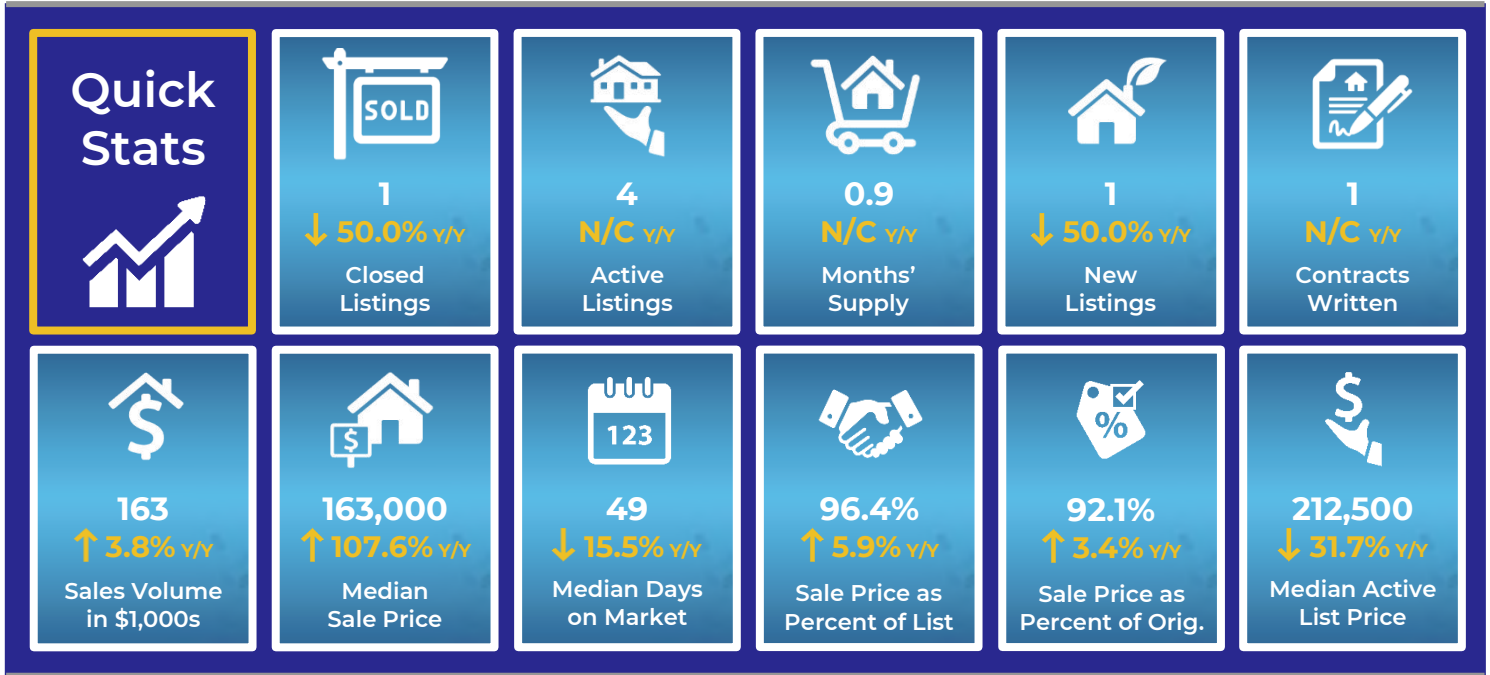 Quick
Stats
SOLD
1
↓ 50.0% Y/Y
Closed
Listings
4
N/C Y/Y
Active
Listings
0.9
N/C Y/Y
Months’
Supply
1
↓ 50.0% Y/Y
New
Listings
1
N/C Y/Y
Contracts
Written
$
163
↑ 3.8% Y/Y
Sales Volume
in $1,000s
$
163,000
↑ 107.6% Y/Y
Median
Sale Price
123
49
↓ 15.5% Y/Y
Median Days
on Market
96.4%
↑ 5.9% Y/Y
Sale Price as
Percent of List
%
92.1%
↑ 3.4% Y/Y
Sale Price as
Percent of Orig.
$
212,500
↓ 31.7% Y/Y
Median Active
List Price